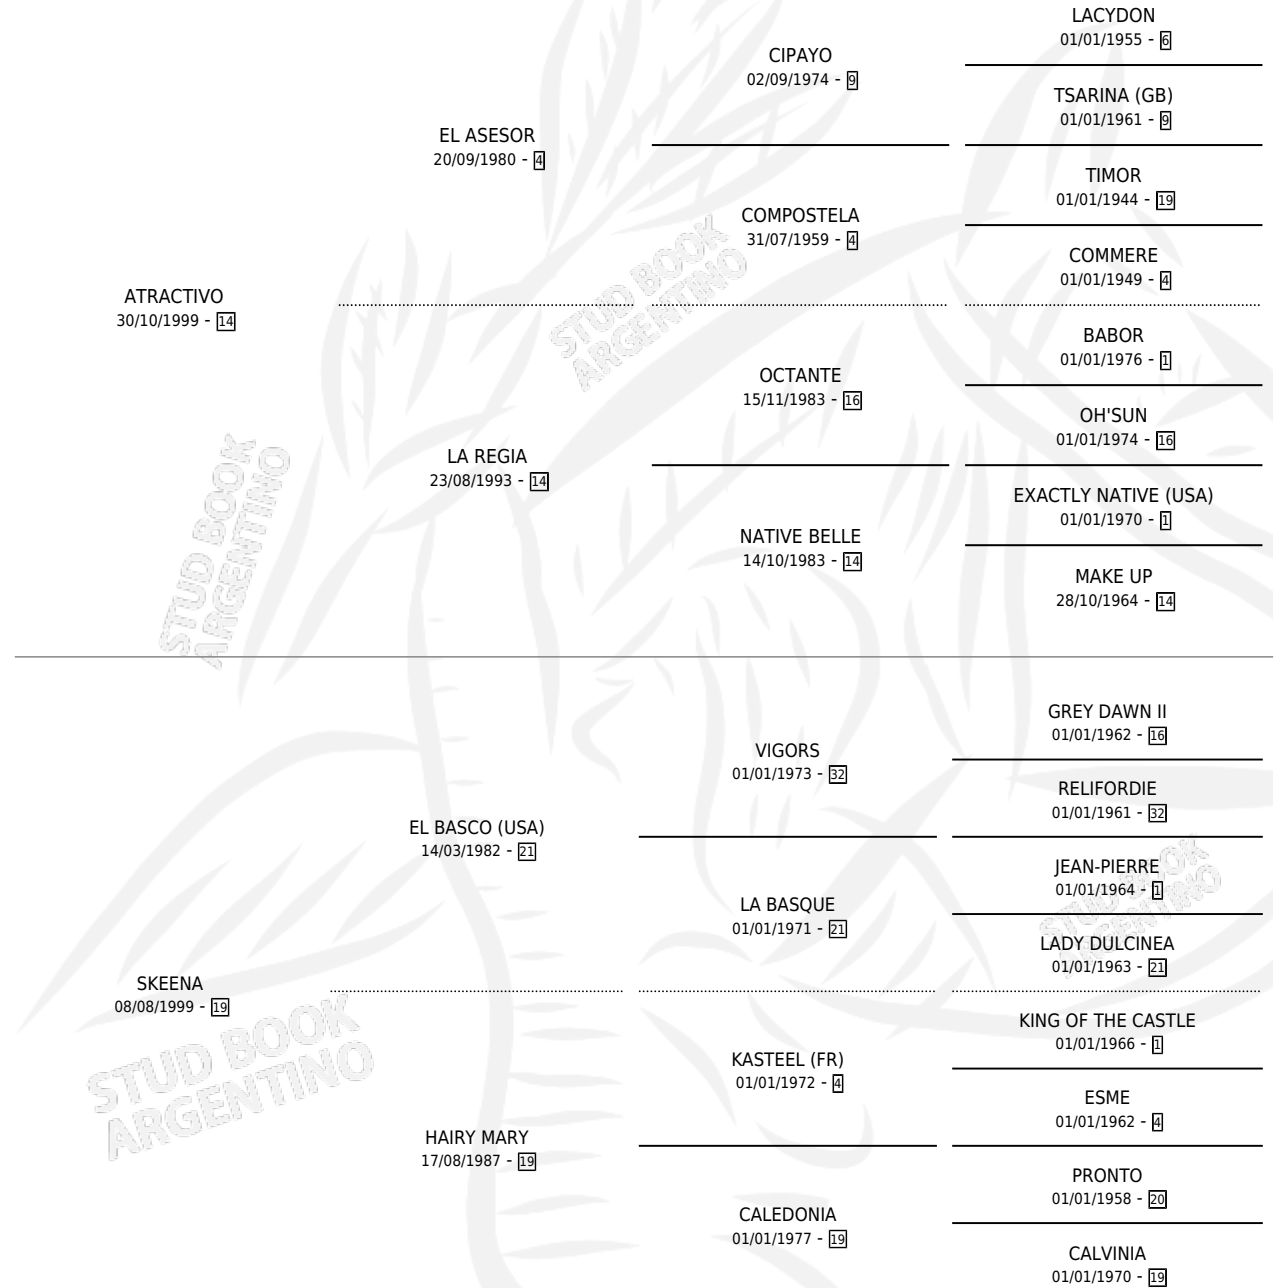 LACYDON
01/01/1955 - 6
CIPAYO
02/09/1974 - 9
TSARINA (GB)
01/01/1961 - 9
EL ASESOR
20/09/1980 - 4
TIMOR
01/01/1944 - 19
COMPOSTELA
31/07/1959 - 4
COMMERE
01/01/1949 - 4
ATRACTIVO
30/10/1999 - 14
BABOR
01/01/1976 - 1
OCTANTE
15/11/1983 - 16
OH'SUN
01/01/1974 - 16
LA REGIA
23/08/1993 - 14
EXACTLY NATIVE (USA)
01/01/1970 - 1
NATIVE BELLE
14/10/1983 - 14
MAKE UP
28/10/1964 - 14
STUD BOOK
ARGENTINO
STUD BOOK
ARGENTINO
GREY DAWN II
01/01/1962 - 16
VIGORS
01/01/1973 - 32
RELIFORDIE
01/01/1961 - 32
EL BASCO (USA)
14/03/1982 - 21
JEAN-PIERRE
01/01/1964 - 1
LA BASQUE
01/01/1971 - 21
LADY DULCINEA
01/01/1963 - 21
SKEENA
08/08/1999 - 19
KING OF THE CASTLE
01/01/1966 - 1
KASTEEL (FR)
01/01/1972 - 4
ESME
01/01/1962 - 4
HAIRY MARY
17/08/1987 - 19
PRONTO
01/01/1958 - 20
CALEDONIA
01/01/1977 - 19
CALVINIA
01/01/1970 - 19
STUD BOOK
ARGENTINO
STUD BOOK
ARGENTINO